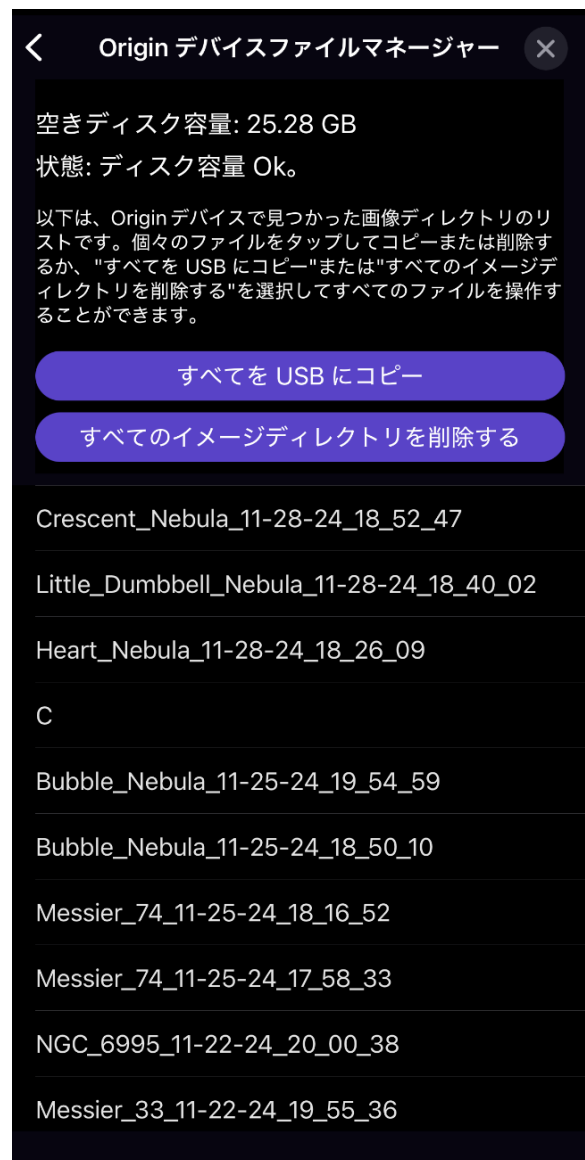 Origin デバイスファイルマネージャー
空きディスク容量: 25.28 GB
状態: ディスク容量 Ok。
以下は、Origin デバイスで見つかった画像ディレクトリのリ
ストです。個々のファイルをタップしてコピーまたは削除す
るか、"すべてを USB にコピー"または"すべてのイメージデ
ィレクトリを削除する"を選択してすべてのファイルを操作す
ることができます。
すべてを USB にコピー
すべてのイメージディレクトリを削除する
Crescent_Nebula_11-28-24_18_52_47
Little_Dumbbell_Nebula_11-28-24_18_40_02
Heart_Nebula_11-28-24_18_26_09
C
Bubble_Nebula_11-25-24_19_54_59
Bubble_Nebula_11-25-24_18_50_10
Messier_74_11-25-24_18_16_52
Messier_74_11-25-24_17_58_33
NGC_6995_11-22-24_20_00_38
Messier_33_11-22-24_19_55_36